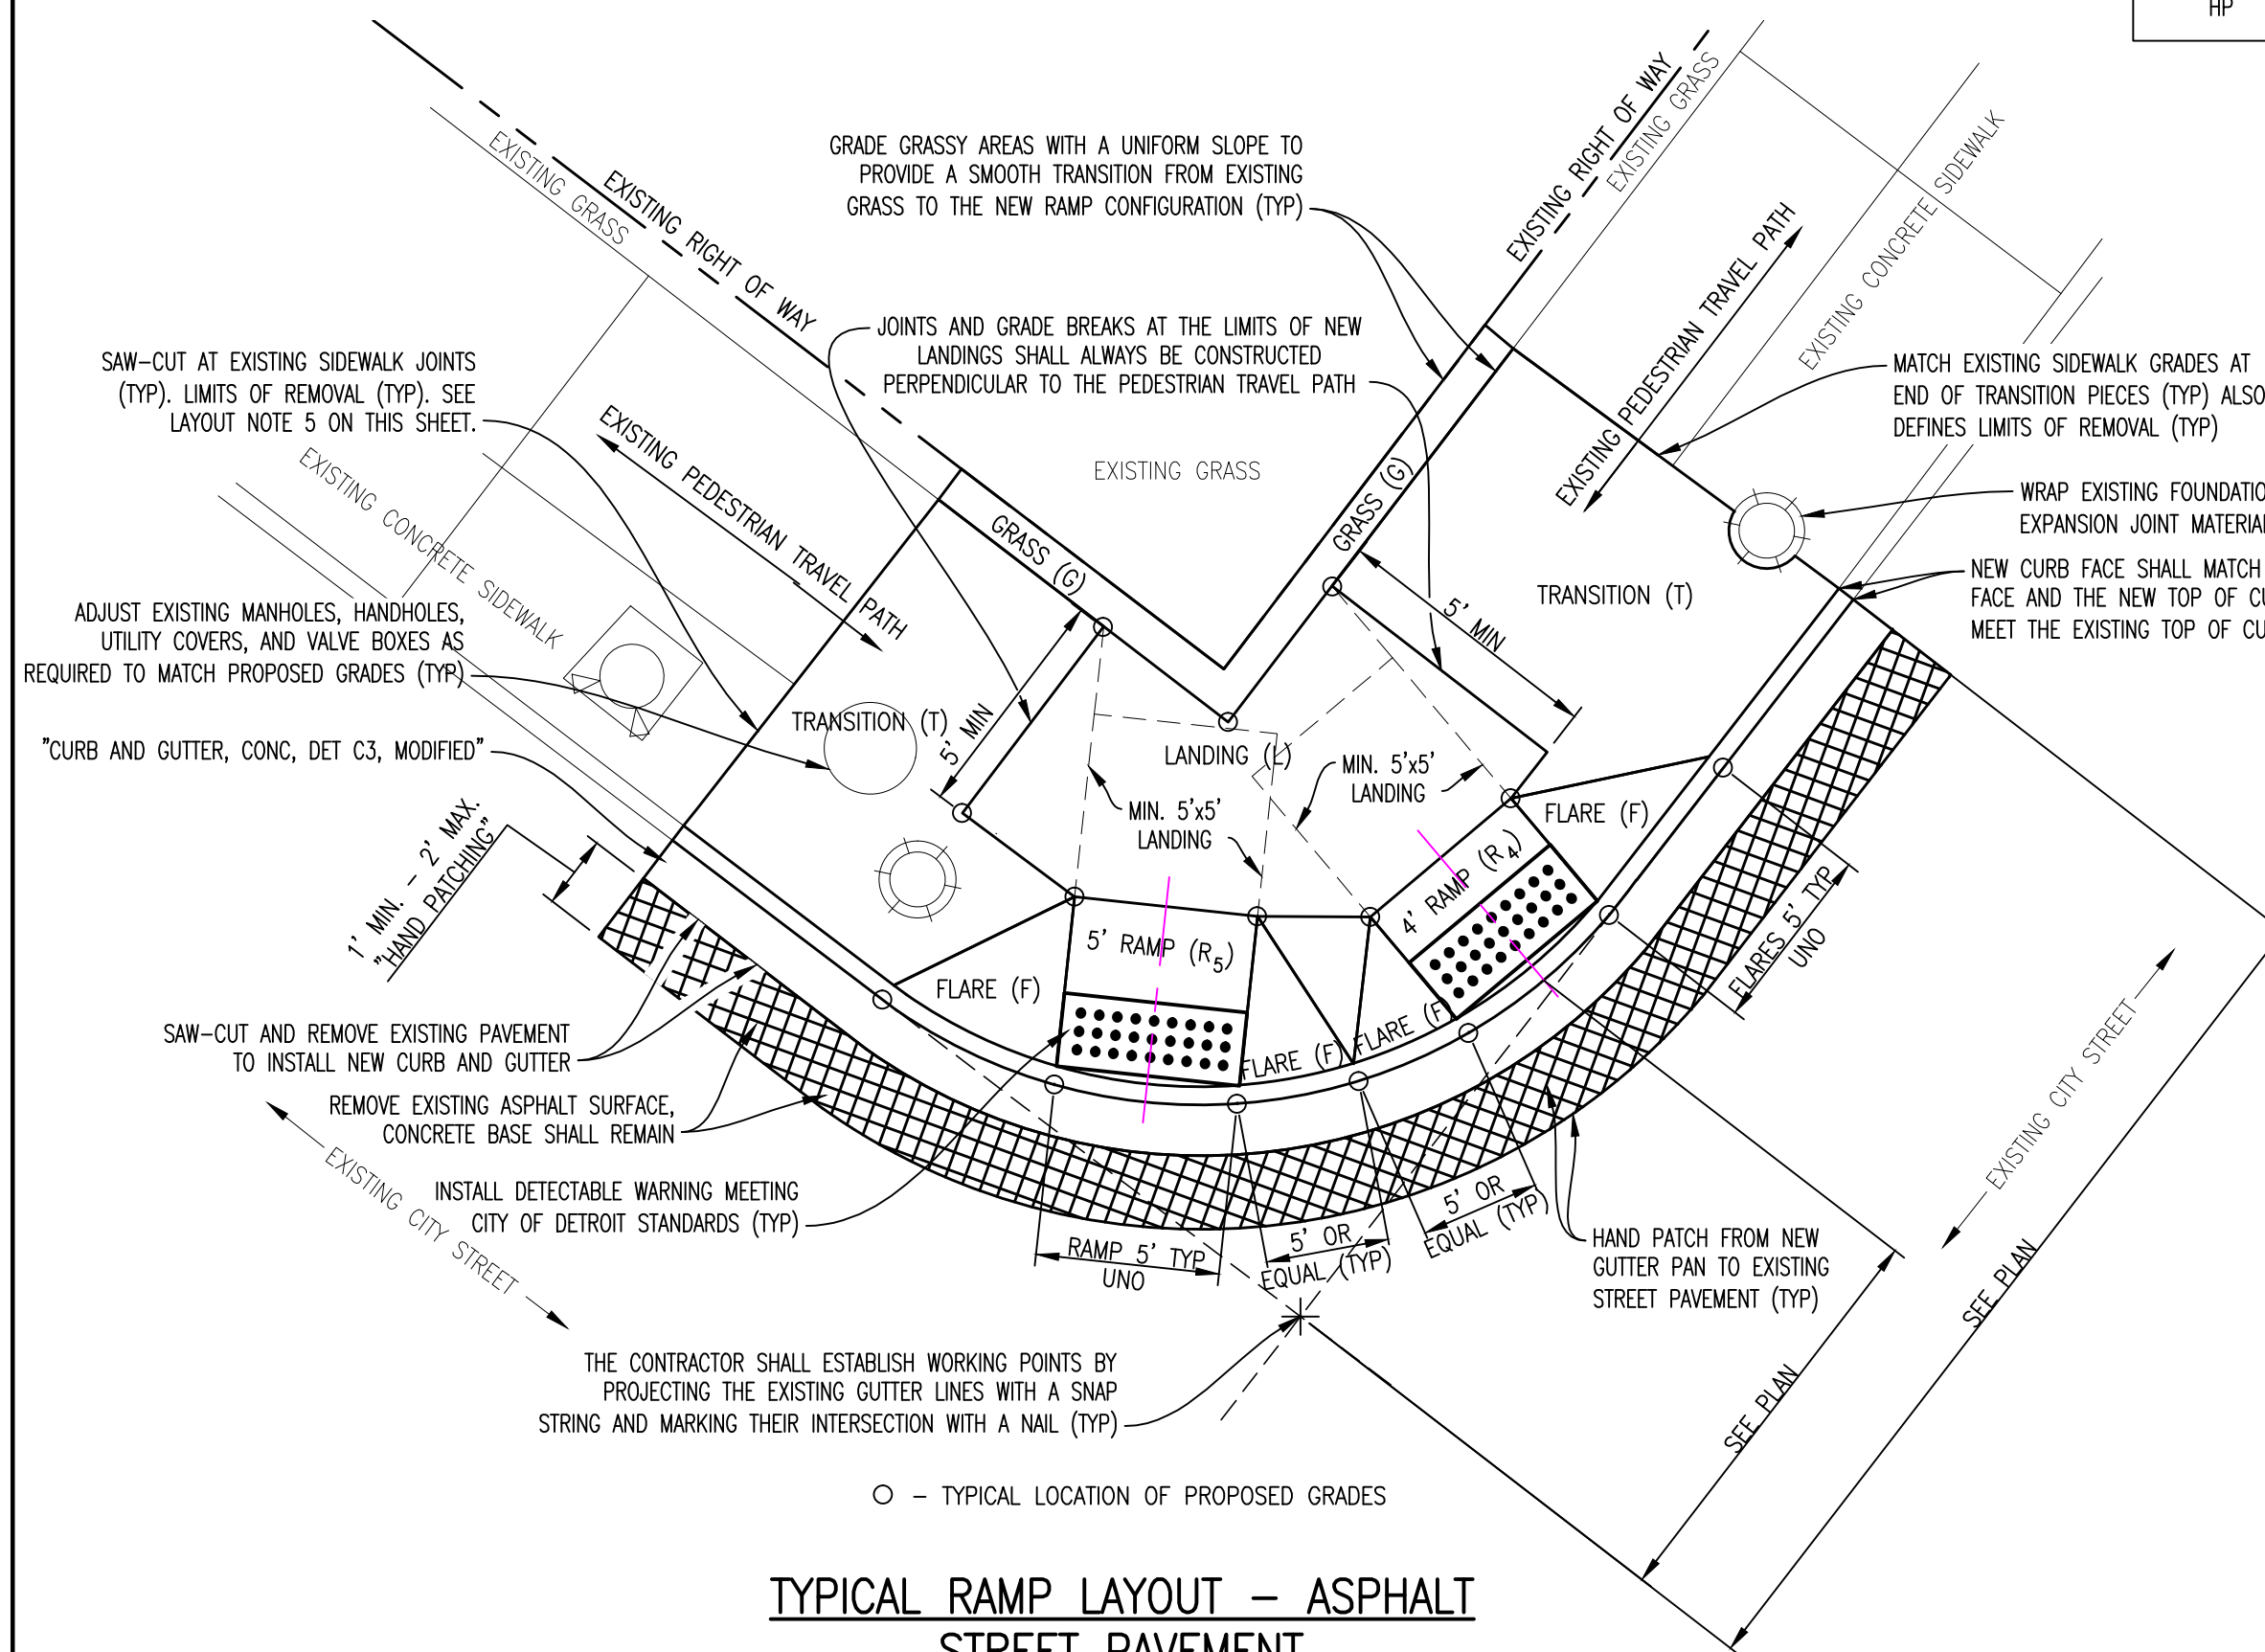 HP
EXISTING RIGHT OF WAY
EXISTING GRASS
GRADE GRASSY AREAS WITH A UNIFORM SLOPE TO
PROVIDE A SMOOTH TRANSITION FROM EXISTING
GRASS TO THE NEW RAMP CONFIGURATION (TYP)
EXISTING RIGHT OF WAY
EXISTING GRASS
EXISTING CONCRETE SIDEWALK
EXISTING PEDESTRIAN TRAVEL PATH
JOINTS AND GRADE BREAKS AT THE LIMITS OF NEW
LANDINGS SHALL ALWAYS BE CONSTRUCTED
PERPENDICULAR TO THE PEDESTRIAN TRAVEL PATH
SAW-CUT AT EXISTING SIDEWALK JOINTS
(TYP). LIMITS OF REMOVAL (TYP). SEE
LAYOUT NOTE 5 ON THIS SHEET.
EXISTING PEDESTRIAN TRAVEL PATH
EXISTING CONCRETE SIDEWALK
EXISTING GRASS
MATCH EXISTING SIDEWALK GRADES AT
END OF TRANSITION PIECES (TYP) ALSO
DEFINES LIMITS OF REMOVAL (TYP)
WRAP EXISTING FOUNDATIO
EXPANSION JOINT MATERIAL
NEW CURB FACE SHALL MATCH
FACE AND THE NEW TOP OF CU
MEET THE EXISTING TOP OF CU
GRASS (G)
GRASS (G)
ADJUST EXISTING MANHOLES, HANDHOLES,
UTILITY COVERS, AND VALVE BOXES AS
REQUIRED TO MATCH PROPOSED GRADES (TYP)
TRANSITION (T)
5' MIN
TRANSITION (T)
5' MIN
LANDING (L)
MIN. 5'x5'
LANDING
MIN. 5'x5'
LANDING
"CURB AND GUTTER, CONC, DET C3, MODIFIED"
1' MIN. - 2' MAX.
"HAND PATCHING"
FLARE (F)
4' RAMP (R4)
5' RAMP (R5)
FLARE (F)
FLARE (F)
FLARE (F)
FLARES 5' TYP
UNO
SAW-CUT AND REMOVE EXISTING PAVEMENT
TO INSTALL NEW CURB AND GUTTER
REMOVE EXISTING ASPHALT SURFACE,
CONCRETE BASE SHALL REMAIN
EXISTING CITY STREET
INSTALL DETECTABLE WARNING MEETING
CITY OF DETROIT STANDARDS (TYP)
RAMP 5' TYP
UNO
5' OR
EQUAL (TYP)
5' OR
EQUAL (TYP)
HAND PATCH FROM NEW
GUTTER PAN TO EXISTING
STREET PAVEMENT (TYP)
EXISTING CITY STREET
SEE PLAN
SEE PLAN
THE CONTRACTOR SHALL ESTABLISH WORKING POINTS BY
PROJECTING THE EXISTING GUTTER LINES WITH A SNAP
STRING AND MARKING THEIR INTERSECTION WITH A NAIL (TYP)
- TYPICAL LOCATION OF PROPOSED GRADES
TYPICAL RAMP LAYOUT - ASPHALT
STREET PAVEMENT